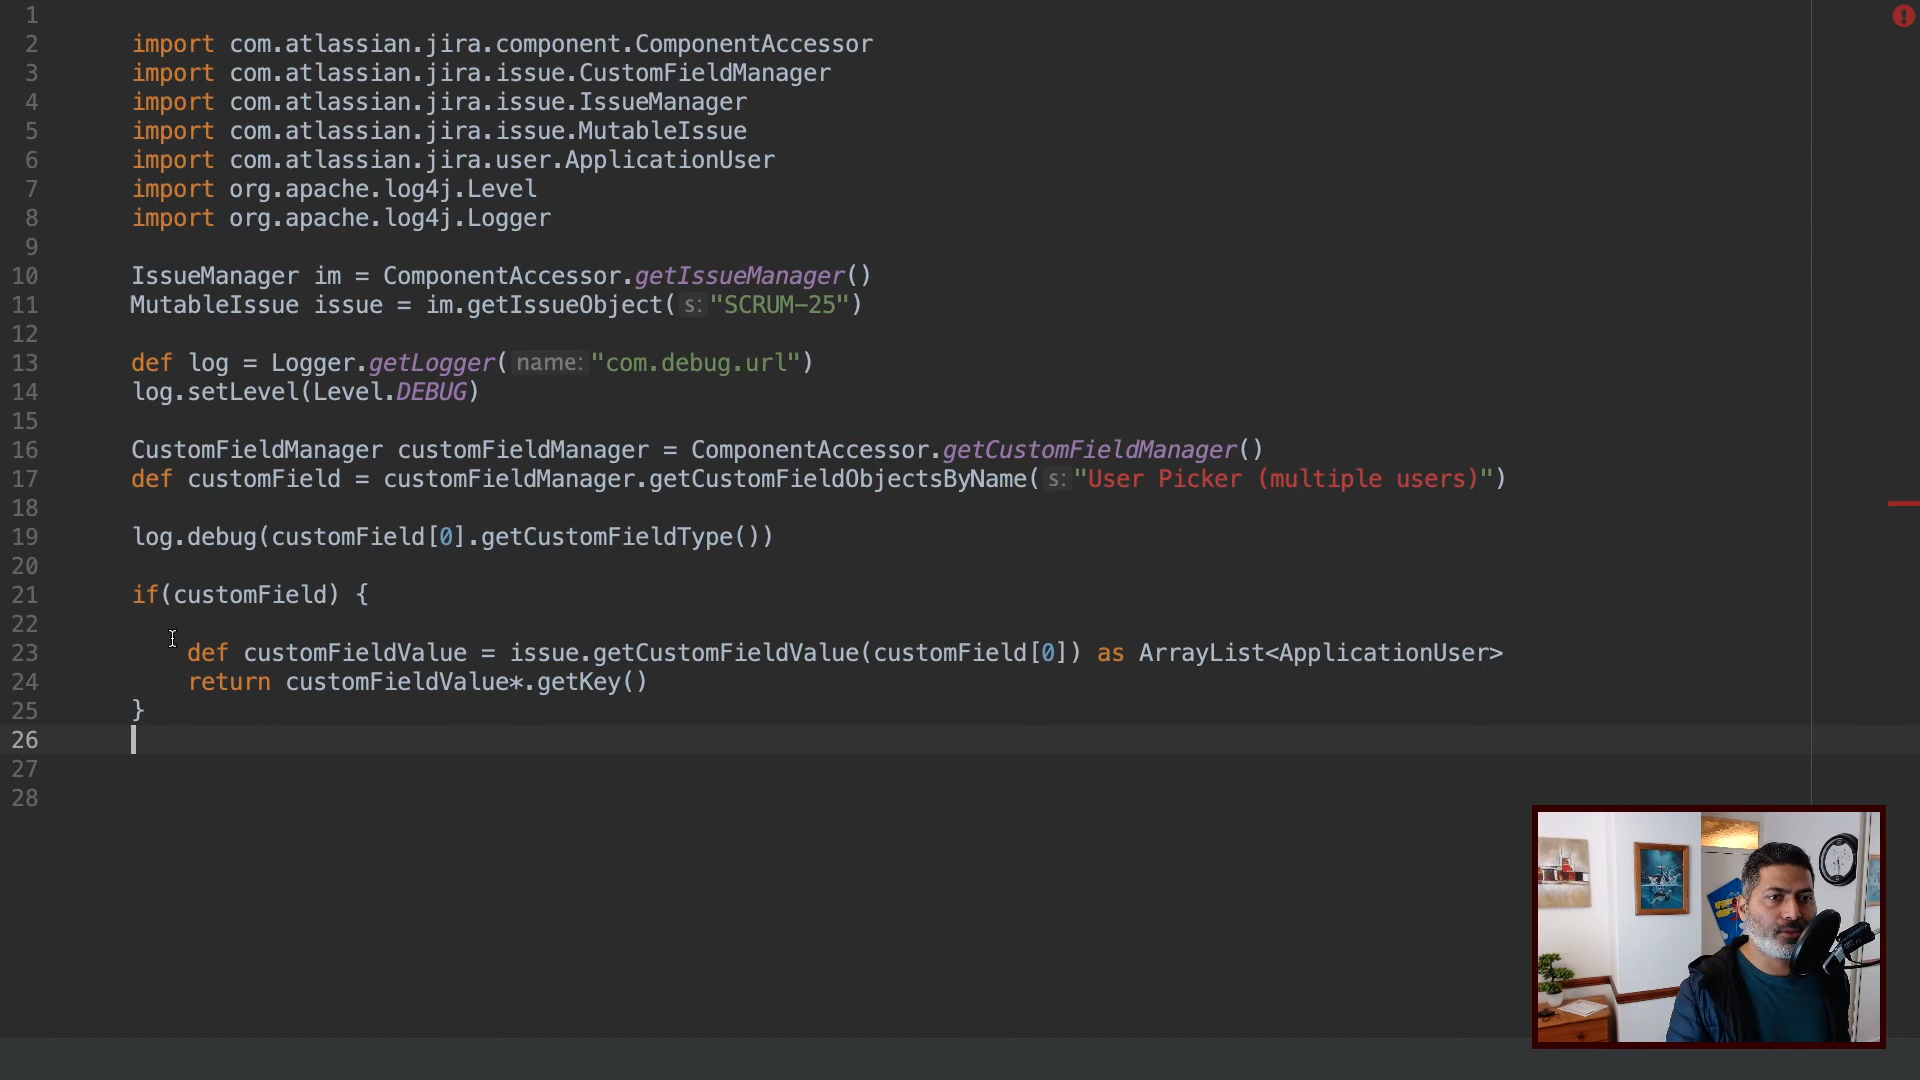 1
2 import com.atlassian.jira.component.ComponentAccessor
3 import com.atlassian.jira.issue.CustomFieldManager
4 import com.atlassian.jira.issue.IssueManager
5 import com.atlassian.jira.issue.MutableIssue
6 import com.atlassian.jira.user.ApplicationUser
7 import org.apache.log4j.Level
8 import org.apache.log4j.Logger
9
10 IssueManager im = ComponentAccessor.getIssueManager()
11 MutableIssue issue = im.getIssueObject( s: "SCRUM-25")
12
13 def log = Logger.getLogger( name: "com.debug.url")
14 log.setLevel(Level.DEBUG)
15
16 CustomFieldManager customFieldManager = ComponentAccessor.getCustomFieldManager()
17 def customField = customFieldManager.getCustomFieldObjectsByName( s: "User Picker (multiple users)")
18
19 log.debug(customField[0].getCustomFieldType())
20
21 if(customField) {
22
23 def customFieldValue = issue.getCustomFieldValue(customField[0]) as ArrayList<ApplicationUser>
24 return customFieldValue*.getKey()
25 }
26
27
28